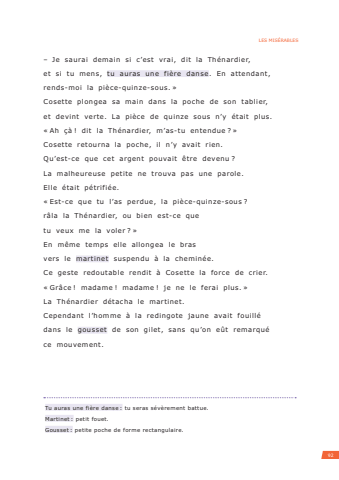 LES MISÉRABLES
– Je saurai demain si c’est vrai, dit la Thénardier,
et si tu mens, tu auras une fière danse. En attendant,
rends-moi la pièce-quinze-sous. »
Cosette plongea sa main dans la poche de son tablier,
et devint verte. La pièce de quinze sous n’y était plus.
« Ah çà ! dit la Thénardier, m’as-tu entendue ? »
Cosette retourna la poche, il n’y avait rien.
Qu’est-ce que cet argent pouvait être devenu ?
La malheureuse petite ne trouva pas une parole.
Elle était pétrifiée.
« Est-ce que tu l’as perdue, la pièce-quinze-sous ?
râla la Thénardier, ou bien est-ce que
tu veux me la voler ? »
En même temps elle allongea le bras
vers le martinet suspendu à la cheminée.
Ce geste redoutable rendit à Cosette la force de crier.
« Grâce ! madame ! madame ! je ne le ferai plus. »
La Thénardier détacha le martinet.
Cependant l’homme à la redingote jaune avait fouillé
dans le gousset de son gilet, sans qu’on eût remarqué
ce mouvement.
Tu auras une fière danse : tu seras sévèrement battue.
Martinet : petit fouet.
Gousset : petite poche de forme rectangulaire.